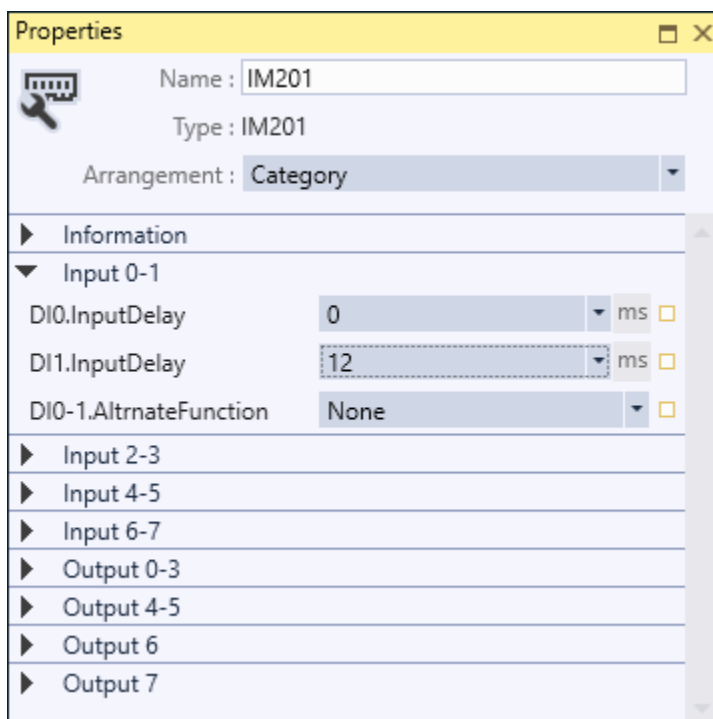 Properties
Name : IM201
Type : IM201
Arrangement : Category
Information
Input 0-1
DI0.InputDelay 0 ms
DI1.InputDelay 12 ms
DI0-1.AltrnateFunction None
Input 2-3
Input 4-5
Input 6-7
Output 0-3
Output 4-5
Output 6
Output 7